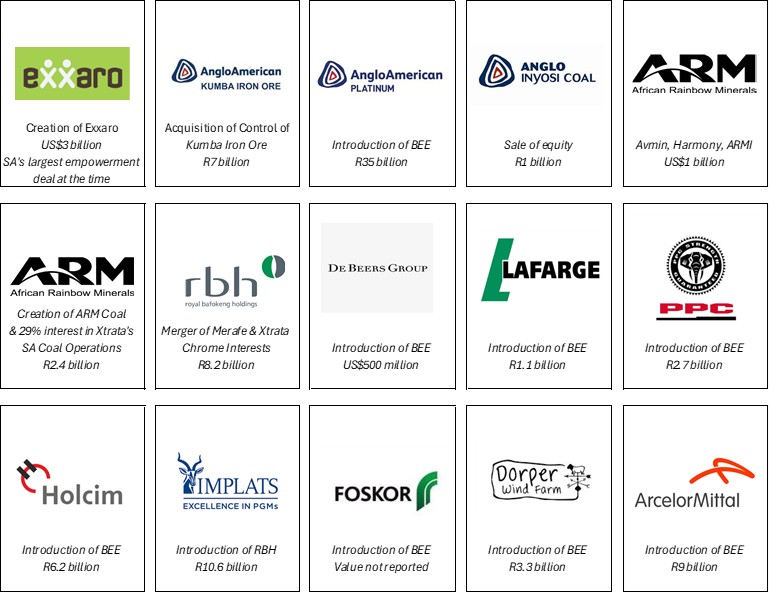 exxaro
Creation of Exxaro
US$3 billion
SA's largest empowerment
deal at the time
AngloAmerican
KUMBA IRON ORE
Acquisition of Control of
Kumba Iron Ore
R7 billion
AngloAmerican
PLATINUM
Introduction of BEE
R35 billion
ANGLO
INYOSI COAL
Sale of equity
R1 billion
ARM
African Rainbow Minerals
Avmin, Harmony, ARMI
US$1 billion
ARM
African Rainbow Minerals
Creation of ARM Coal
& 29% interest in Xtrata's
SA Coal Operations
R2.4 billion
rbh
royal bafokeng holdings
Merger of Merafe & Xtrata
Chrome Interests
R8.2 billion
DE BEERS GROUP
Introduction of BEE
US$500 million
LAFARGE
Introduction of BEE
R1.1 billion
PPC STRENGTH
GUARANTEED
PPC
Introduction of BEE
R2.7 billion
Holcim
Introduction of BEE
R6.2 billion
IMPLATS
EXCELLENCE IN PGMs
Introduction of RBH
R10.6 billion
FOSKOR
Introduction of BEE
Value not reported
Dorper
Wind Farm
Introduction of BEE
R3.3 billion
ArcelorMittal
Introduction of BEE
R9 billion